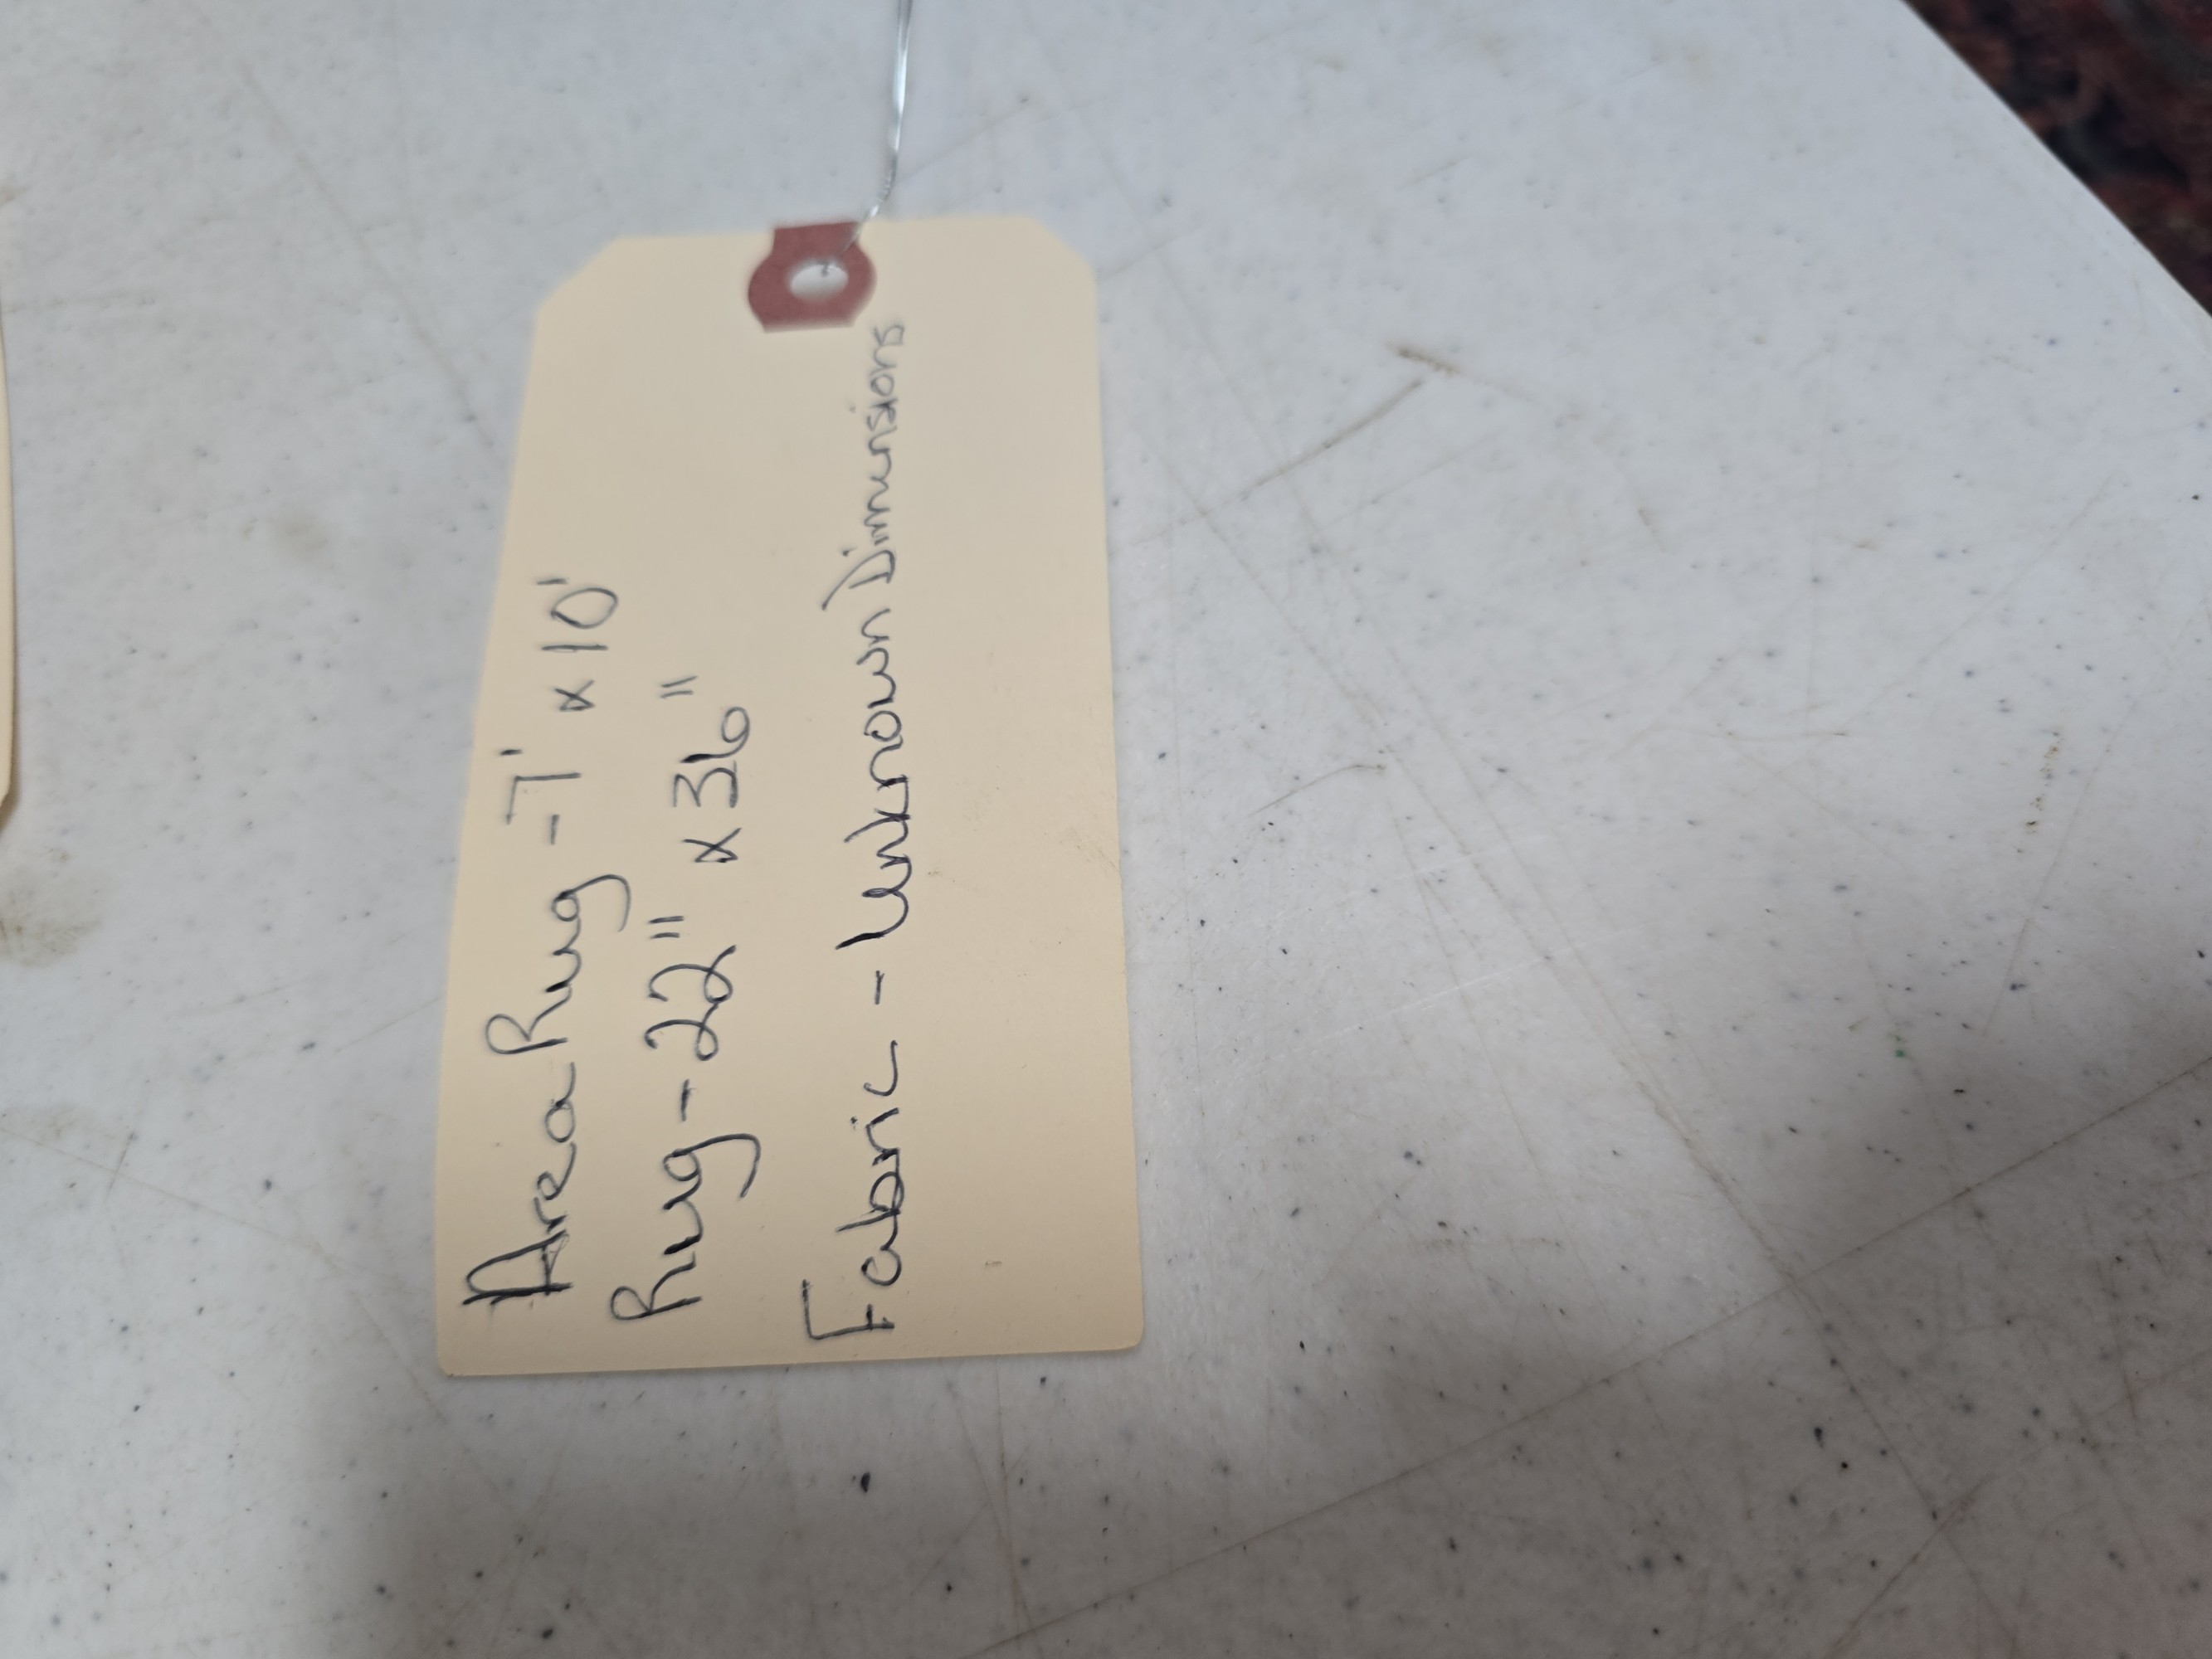 Area Rug - 7' x 10'
Rug - 22" x 36"
Fabric - Unknown Dimensions